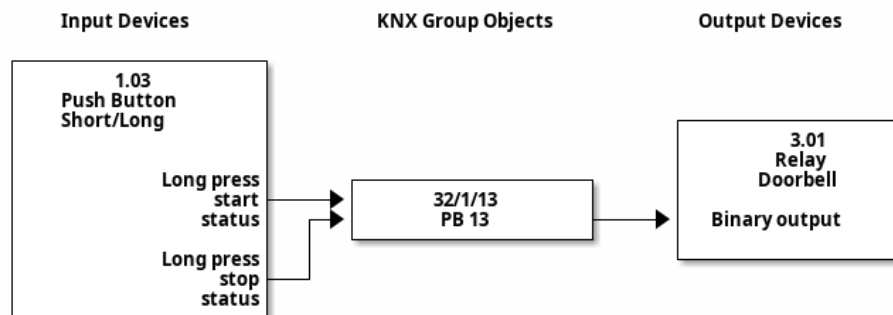 Input Devices
KNX Group Objects
Output Devices
1.03
Push Button
Short/Long
Long press
start
status
Long press
stop
status
32/1/13
PB 13
3.01
Relay
Doorbell
Binary output